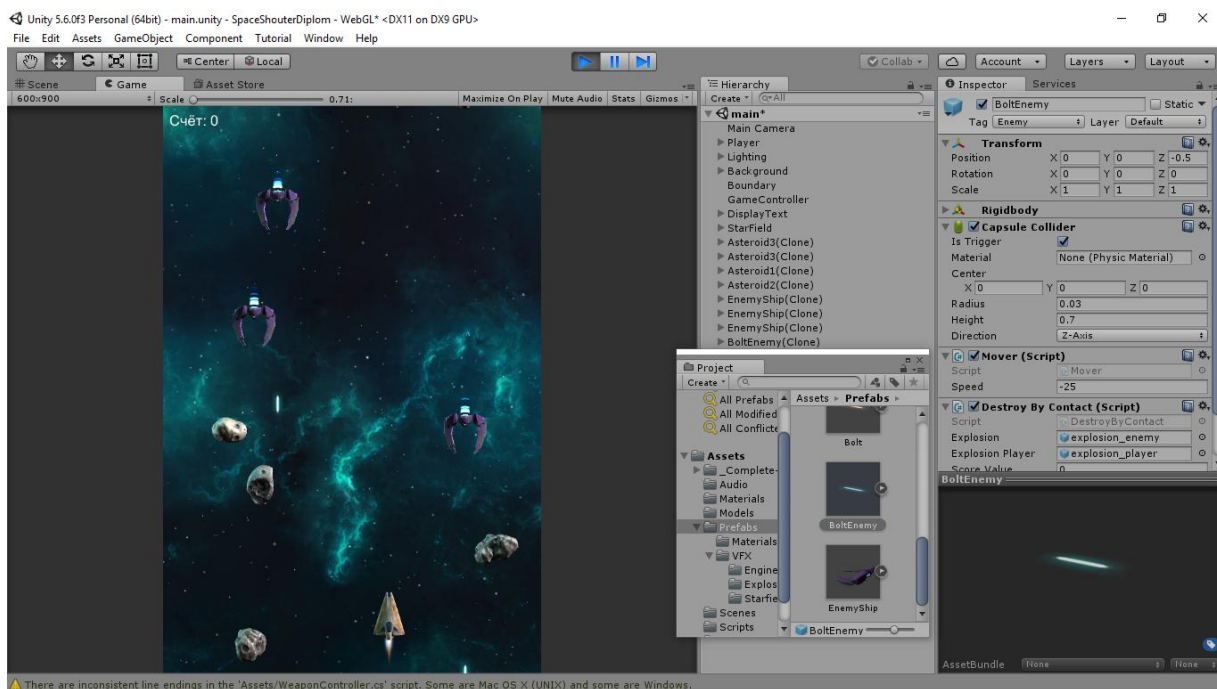 Unity 5.6.0f3 Personal (64bit) - main.unity - SpaceShouterDiplom - WebGL* <DX11 on DX9 GPU>
File Edit Assets GameObject Component Tutorial Window Help
Center Local Collab Account Layers Layout
Scene Game Asset Store
600x900 Scale 0.71: Maximize On Play Mute Audio Stats Gizmos
Счёт: 0
Hierarchy
Create All
main*
Main Camera
Player
Lighting
Background
Boundary
GameController
DisplayText
StarField
Asteroid3(Clone)
Asteroid3(Clone)
Asteroid1(Clone)
Asteroid2(Clone)
EnemyShip(Clone)
EnemyShip(Clone)
EnemyShip(Clone)
BoltEnemy(Clone)
Project
Create
All Prefabs
All Modified
All Conflicte
Assets
_Complete-
Audio
Materials
Models
Prefabs
Materials
VFX
Engine
Explos
Starfie
Scenes
Scripts
Assets Prefabs
Bolt
BoltEnemy
EnemyShip
BoltEnemy
Inspector Services
BoltEnemy Static
Tag Enemy Layer Default
Transform
Position X 0 Y 0 Z -0.5
Rotation X 0 Y 0 Z 0
Scale X 1 Y 1 Z 1
Rigidbody
Capsule Collider
Is Trigger
Material None (Physic Material)
Center
X 0 Y 0 Z 0
Radius 0.03
Height 0.7
Direction Z-Axis
Mover (Script)
Script Mover
Speed -25
Destroy By Contact (Script)
Script DestroyByContact
Explosion explosion_enemy
Explosion Player explosion_player
Score Value 0
BoltEnemy
AssetBundle None None
There are inconsistent line endings in the 'Assets/WeaponController.cs' script. Some are Mac OS X (UNIX) and some are Windows.